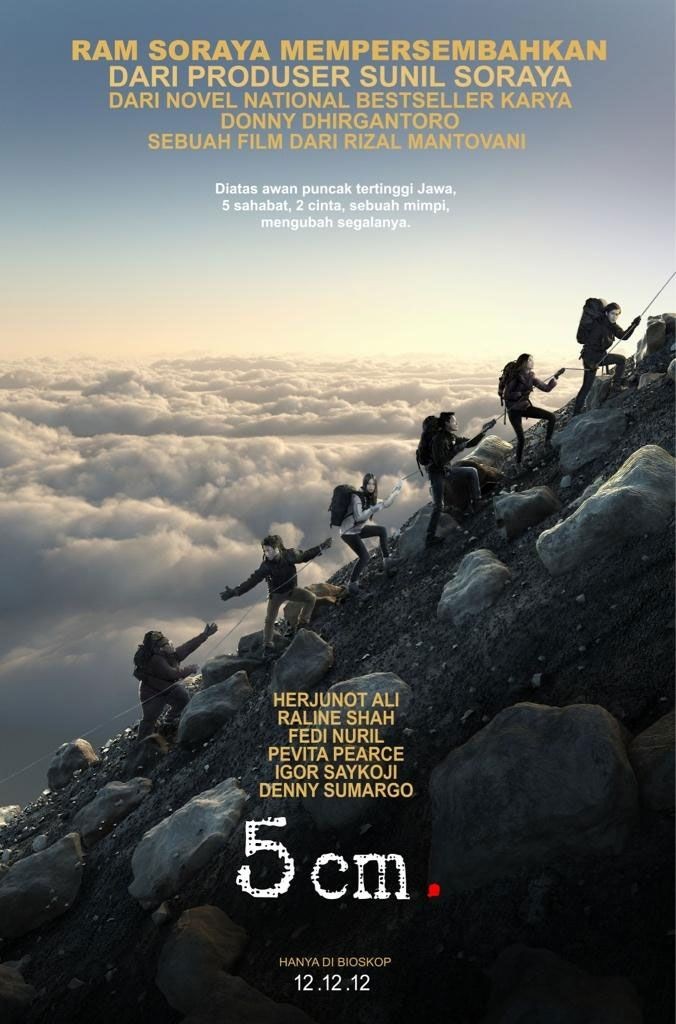 RAM SORAYA MEMPERSEMBAHKAN
DARI PRODUSER SUNIL SORAYA
DARI NOVEL NATIONAL BESTSELLER KARYA
DONNY DHIRGANTORO
SEBUAH FILM DARI RIZAL MANTOVANI
Diatas awan puncak tertinggi Jawa,
5 sahabat, 2 cinta, sebuah mimpi,
mengubah segalanya.
HERJUNOT ALI
RALINE SHAH
FEDI NURIL
PEVITA PEARCE
IGOR SAYKOJI
DENNY SUMARGO
5 cm.
HANYA DI BIOSKOP
12.12.12